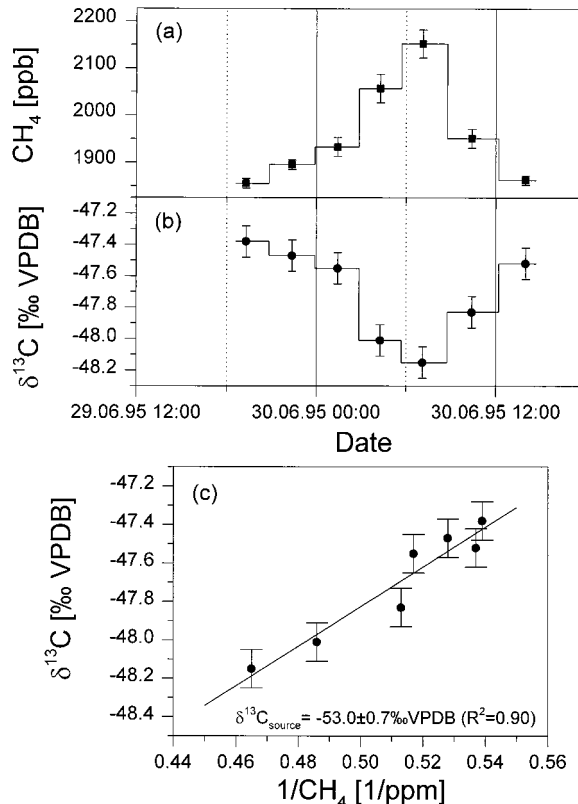 (a)
CH₄ [ppb]
2200
2100
2000
1900
(b)
δ¹³C [‰ VPDB]
-47.2
-47.4
-47.6
-47.8
-48.0
-48.2
29.06.95 12:00
30.06.95 00:00
30.06.95 12:00
Date
(c)
δ¹³C [‰ VPDB]
-47.2
-47.4
-47.6
-47.8
-48.0
-48.2
-48.4
δ¹³Csource= -53.0±0.7‰VPDB (R²=0.90)
0.44 0.46 0.48 0.50 0.52 0.54 0.56
1/CH₄ [1/ppm]